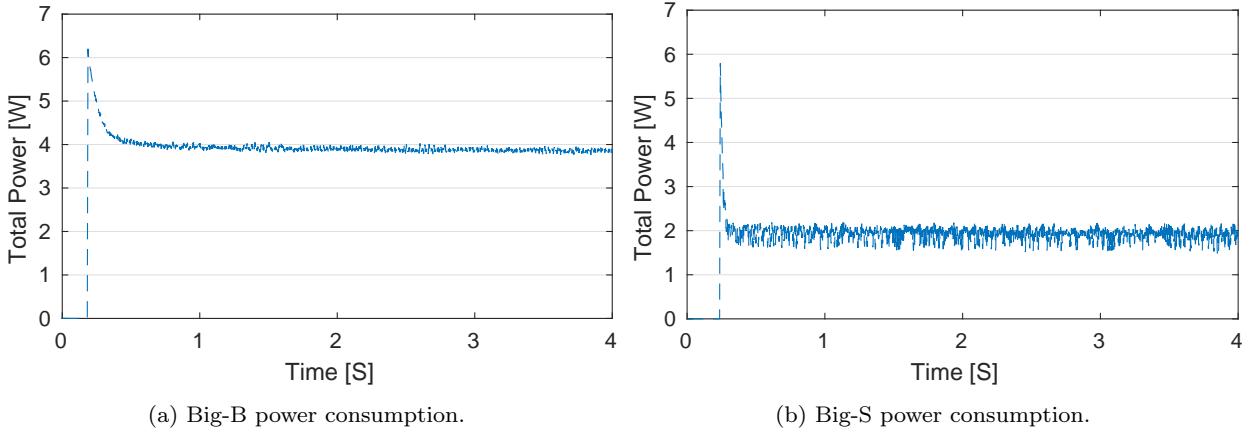 7
6
5
4
3
2
1
0
Total Power [W]
0 1 2 3 4
Time [S]
(a) Big-B power consumption.
7
6
5
4
3
2
1
0
Total Power [W]
0 1 2 3 4
Time [S]
(b) Big-S power consumption.